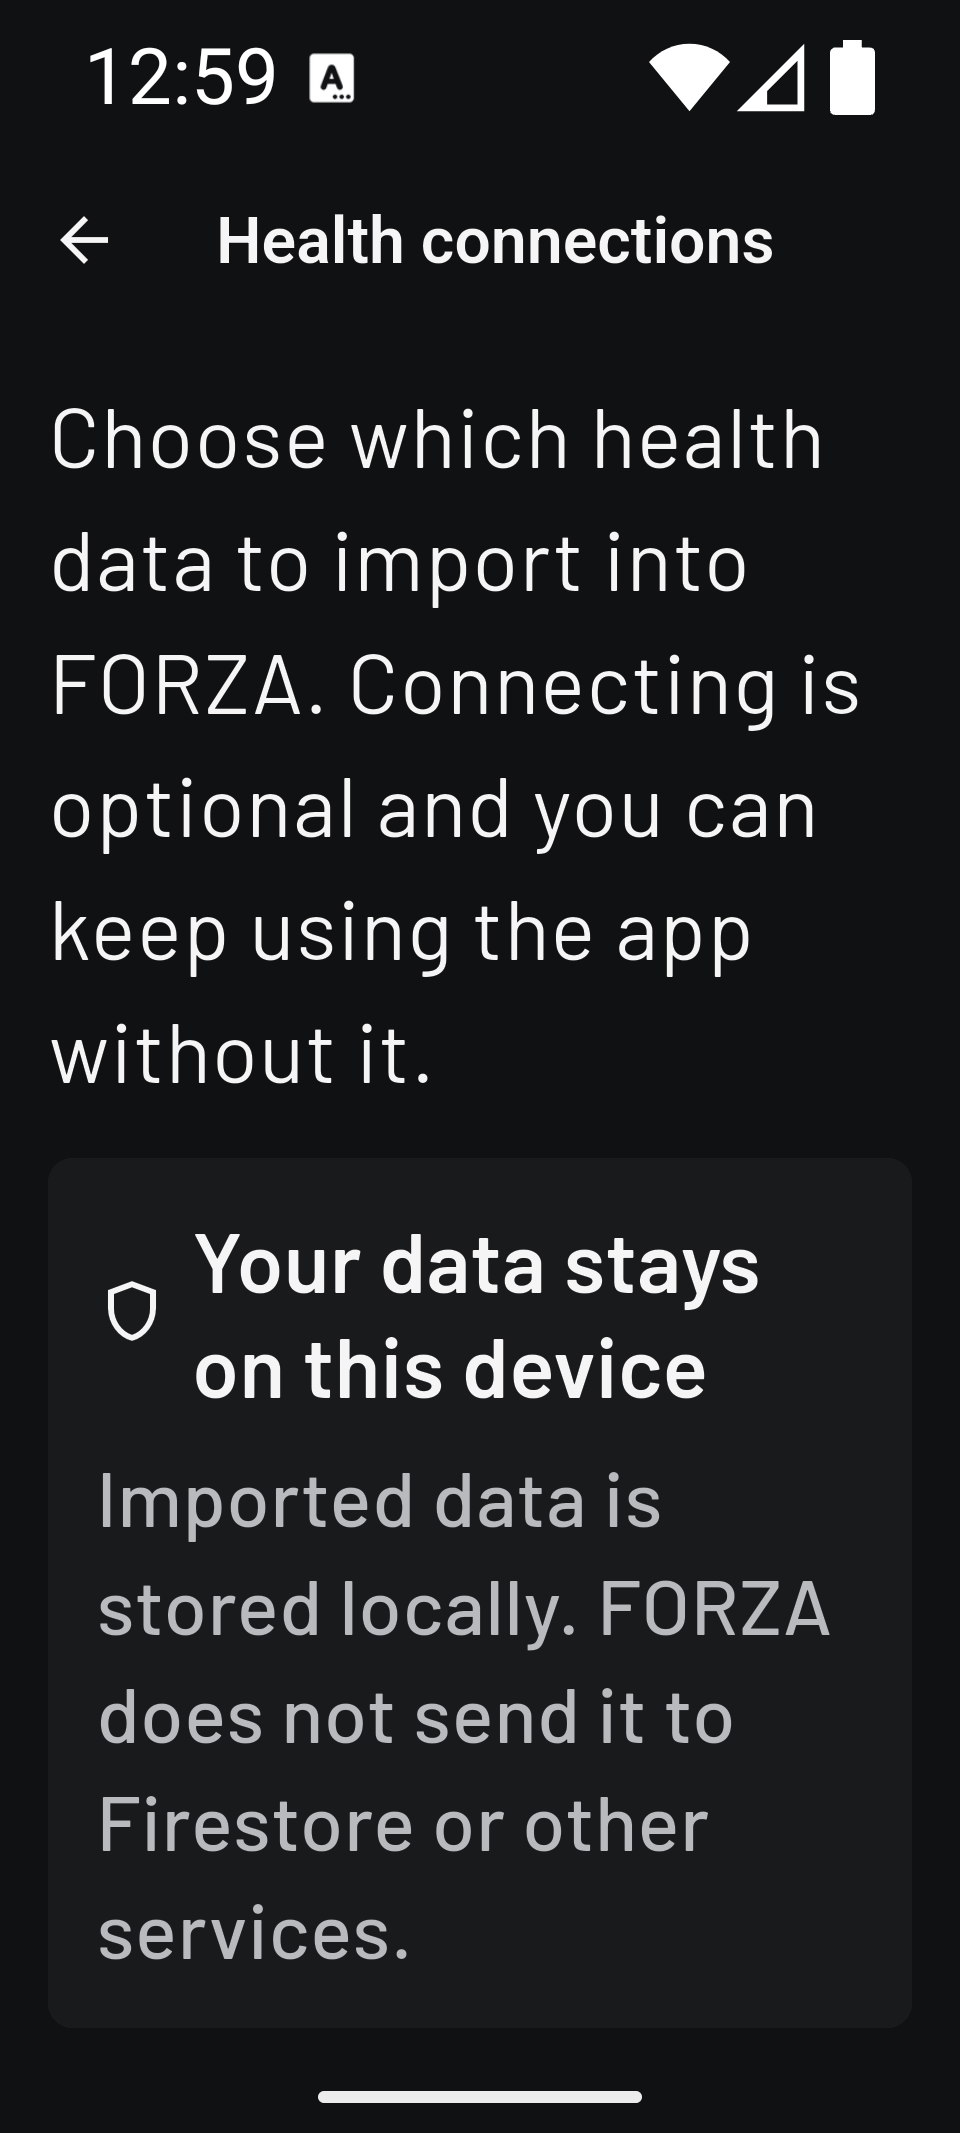 12:59
Health connections
Choose which health
data to import into
FORZA. Connecting is
optional and you can
keep using the app
without it.
Your data stays
on this device
Imported data is
stored locally. FORZA
does not send it to
Firestore or other
services.